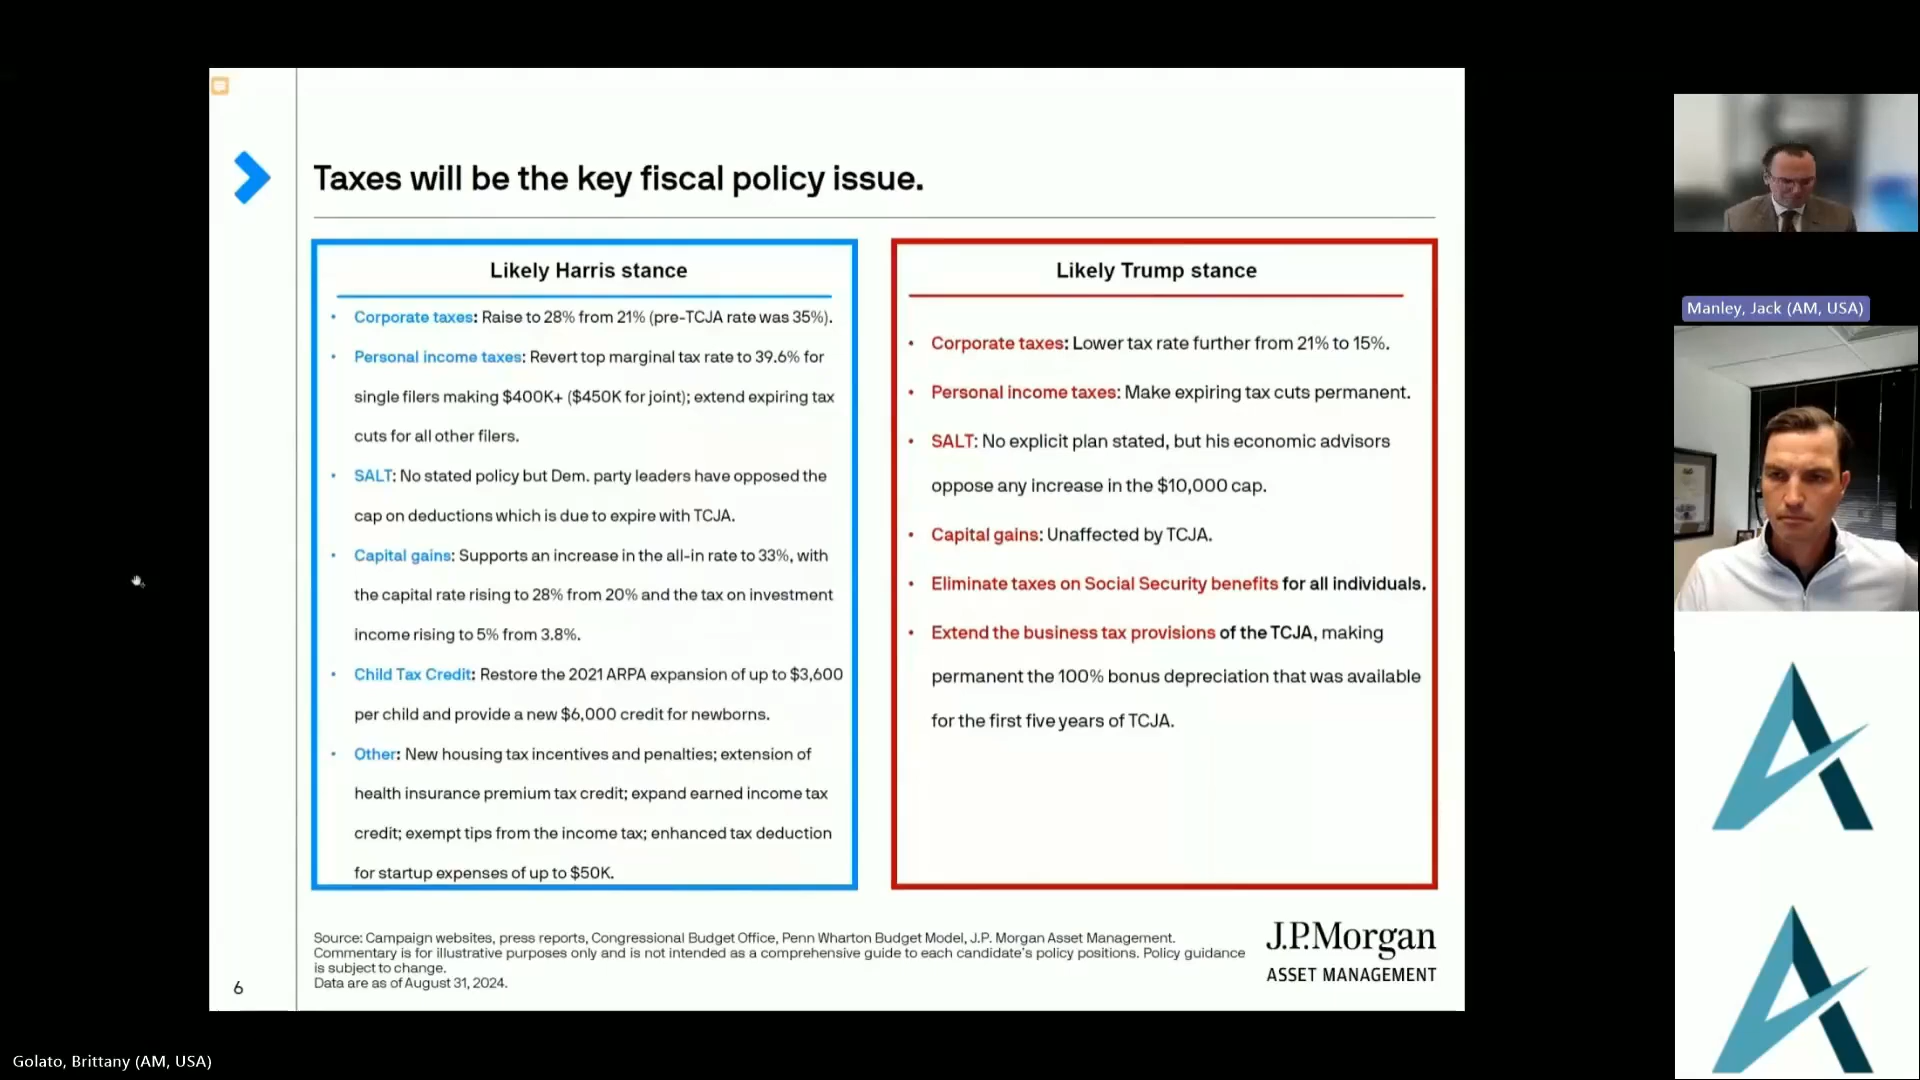 Taxes will be the key fiscal policy issue.
Likely Harris stance
• Corporate taxes: Raise to 28% from 21% (pre-TCJA rate was 35%).
• Personal income taxes: Revert top marginal tax rate to 39.6% for
single filers making $400K+ ($450K for joint); extend expiring tax
cuts for all other filers.
• SALT: No stated policy but Dem. party leaders have opposed the
cap on deductions which is due to expire with TCJA.
• Capital gains: Supports an increase in the all-in rate to 33%, with
the capital rate rising to 28% from 20% and the tax on investment
income rising to 5% from 3.8%.
• Child Tax Credit: Restore the 2021 ARPA expansion of up to $3,600
per child and provide a new $6,000 credit for newborns.
• Other: New housing tax incentives and penalties; extension of
health insurance premium tax credit; expand earned income tax
credit; exempt tips from the income tax; enhanced tax deduction
for startup expenses of up to $50K.
Likely Trump stance
• Corporate taxes: Lower tax rate further from 21% to 15%.
• Personal income taxes: Make expiring tax cuts permanent.
• SALT: No explicit plan stated, but his economic advisors
oppose any increase in the $10,000 cap.
• Capital gains: Unaffected by TCJA.
• Eliminate taxes on Social Security benefits for all individuals.
• Extend the business tax provisions of the TCJA, making
permanent the 100% bonus depreciation that was available
for the first five years of TCJA.
Source: Campaign websites, press reports, Congressional Budget Office, Penn Wharton Budget Model, J.P. Morgan Asset Management.
Commentary is for illustrative purposes only and is not intended as a comprehensive guide to each candidate's policy positions. Policy guidance
is subject to change.
Data are as of August 31, 2024.
J.P.Morgan
ASSET MANAGEMENT
6
Manley, Jack (AM, USA)
Golato, Brittany (AM, USA)